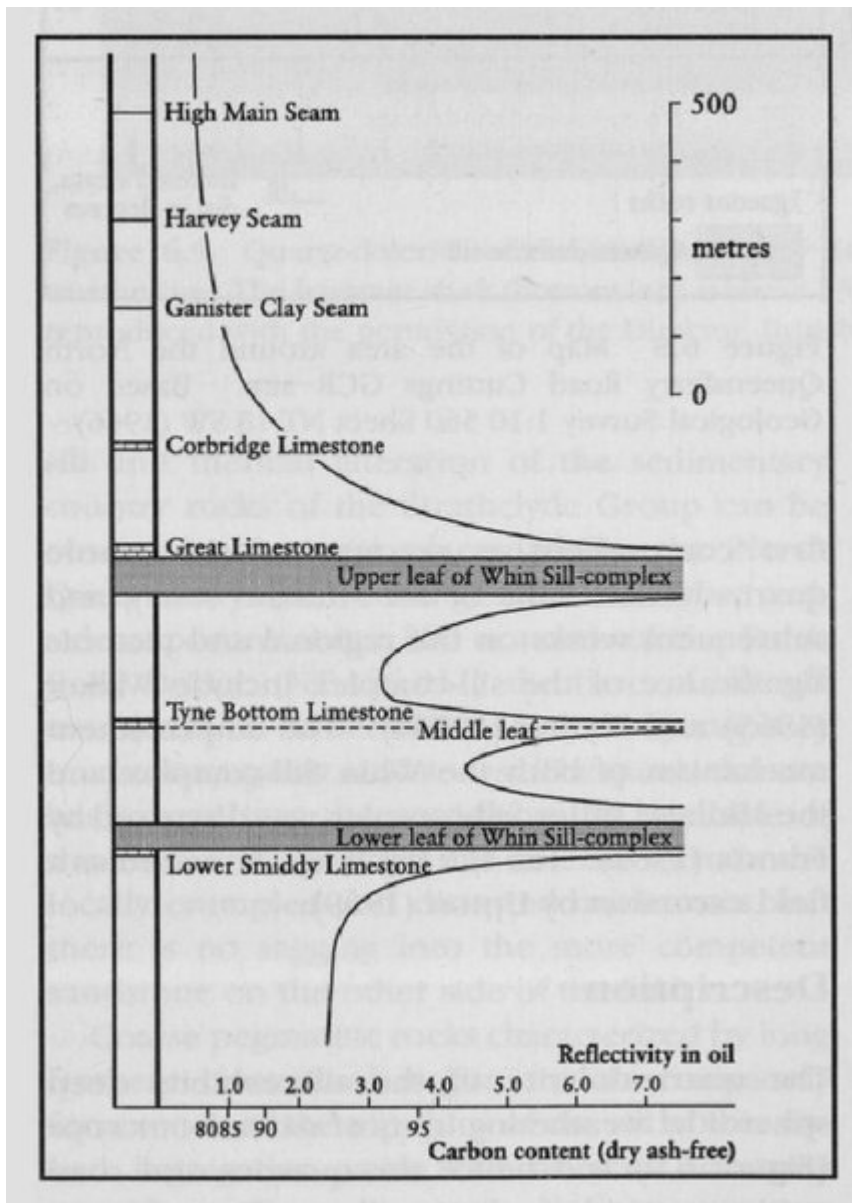 High Main Seam
500
Harvey Seam
metres
Ganister Clay Seam
0
Corbridge Limestone
Great Limestone
Upper leaf of Whin Sill-complex
Tyne Bottom Limestone
Middle leaf
Lower leaf of Whin Sill-complex
Lower Smiddy Limestone
Reflectivity in oil
1.0 2.0 3.0 4.0 5.0 6.0 7.0
80 85 90 95
Carbon content (dry ash-free)